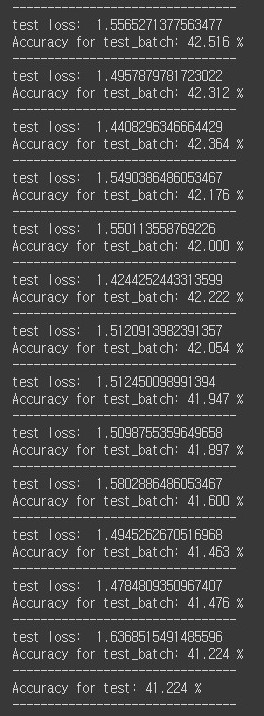 --------------------------------
test loss:  1.5565271377563477
Accuracy for test_batch: 42.516 %
--------------------------------
test loss:  1.4957879781723022
Accuracy for test_batch: 42.312 %
--------------------------------
test loss:  1.4408296346664429
Accuracy for test_batch: 42.364 %
--------------------------------
test loss:  1.5490386486053467
Accuracy for test_batch: 42.176 %
--------------------------------
test loss:  1.550113558769226
Accuracy for test_batch: 42.000 %
--------------------------------
test loss:  1.4244252443313599
Accuracy for test_batch: 42.222 %
--------------------------------
test loss:  1.5120913982391357
Accuracy for test_batch: 42.054 %
--------------------------------
test loss:  1.512450098991394
Accuracy for test_batch: 41.947 %
--------------------------------
test loss:  1.5098755359649658
Accuracy for test_batch: 41.897 %
--------------------------------
test loss:  1.5802886486053467
Accuracy for test_batch: 41.600 %
--------------------------------
test loss:  1.4945262670516968
Accuracy for test_batch: 41.463 %
--------------------------------
test loss:  1.4784809350967407
Accuracy for test_batch: 41.476 %
--------------------------------
test loss:  1.6368515491485596
Accuracy for test_batch: 41.224 %
--------------------------------
Accuracy for test: 41.224 %
--------------------------------